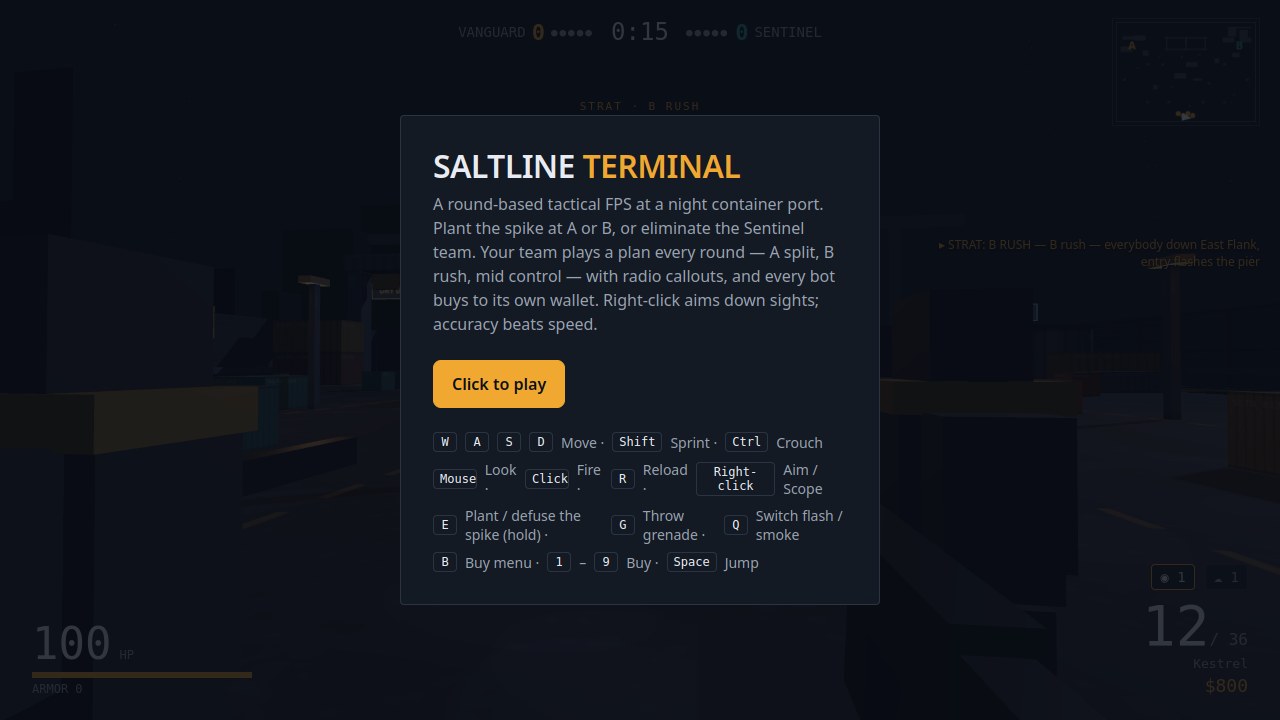 VANGUARD 0 ●●●●● 0:15 ●●●●● 0 SENTINEL
A B
STRAT · B RUSH
SALTLINE TERMINAL
A round-based tactical FPS at a night container port.
Plant the spike at A or B, or eliminate the Sentinel
team. Your team plays a plan every round — A split, B
rush, mid control — with radio callouts, and every bot
buys to its own wallet. Right-click aims down sights;
accuracy beats speed.
▸ STRAT: B RUSH — B rush — everybody down East Flank,
entry flashes the pier
Click to play
W A S D Move · Shift Sprint · Ctrl Crouch
Mouse Look · Click Fire · R Reload · Right-click Aim / Scope
E Plant / defuse the spike (hold) · G Throw grenade · Q Switch flash / smoke
B Buy menu · 1 – 9 Buy · Space Jump
100 HP
ARMOR 0
◉ 1 ☁ 1
12 / 36
Kestrel
$800